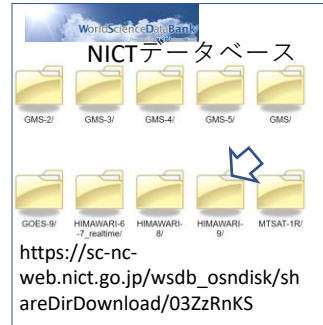 WorldScienceDataBank
NICTデータベース
GMS-2/ GMS-3/ GMS-4/ GMS-5/ GMS/
GOES-9/ HIMAWARI-6 HIMAWARI- HIMAWARI- MTSAT-1R/
-7_realtime/ 8/ 9/
https://sc-nc-
web.nict.go.jp/wsdb_osndisk/sh
areDirDownload/03ZzRnKS